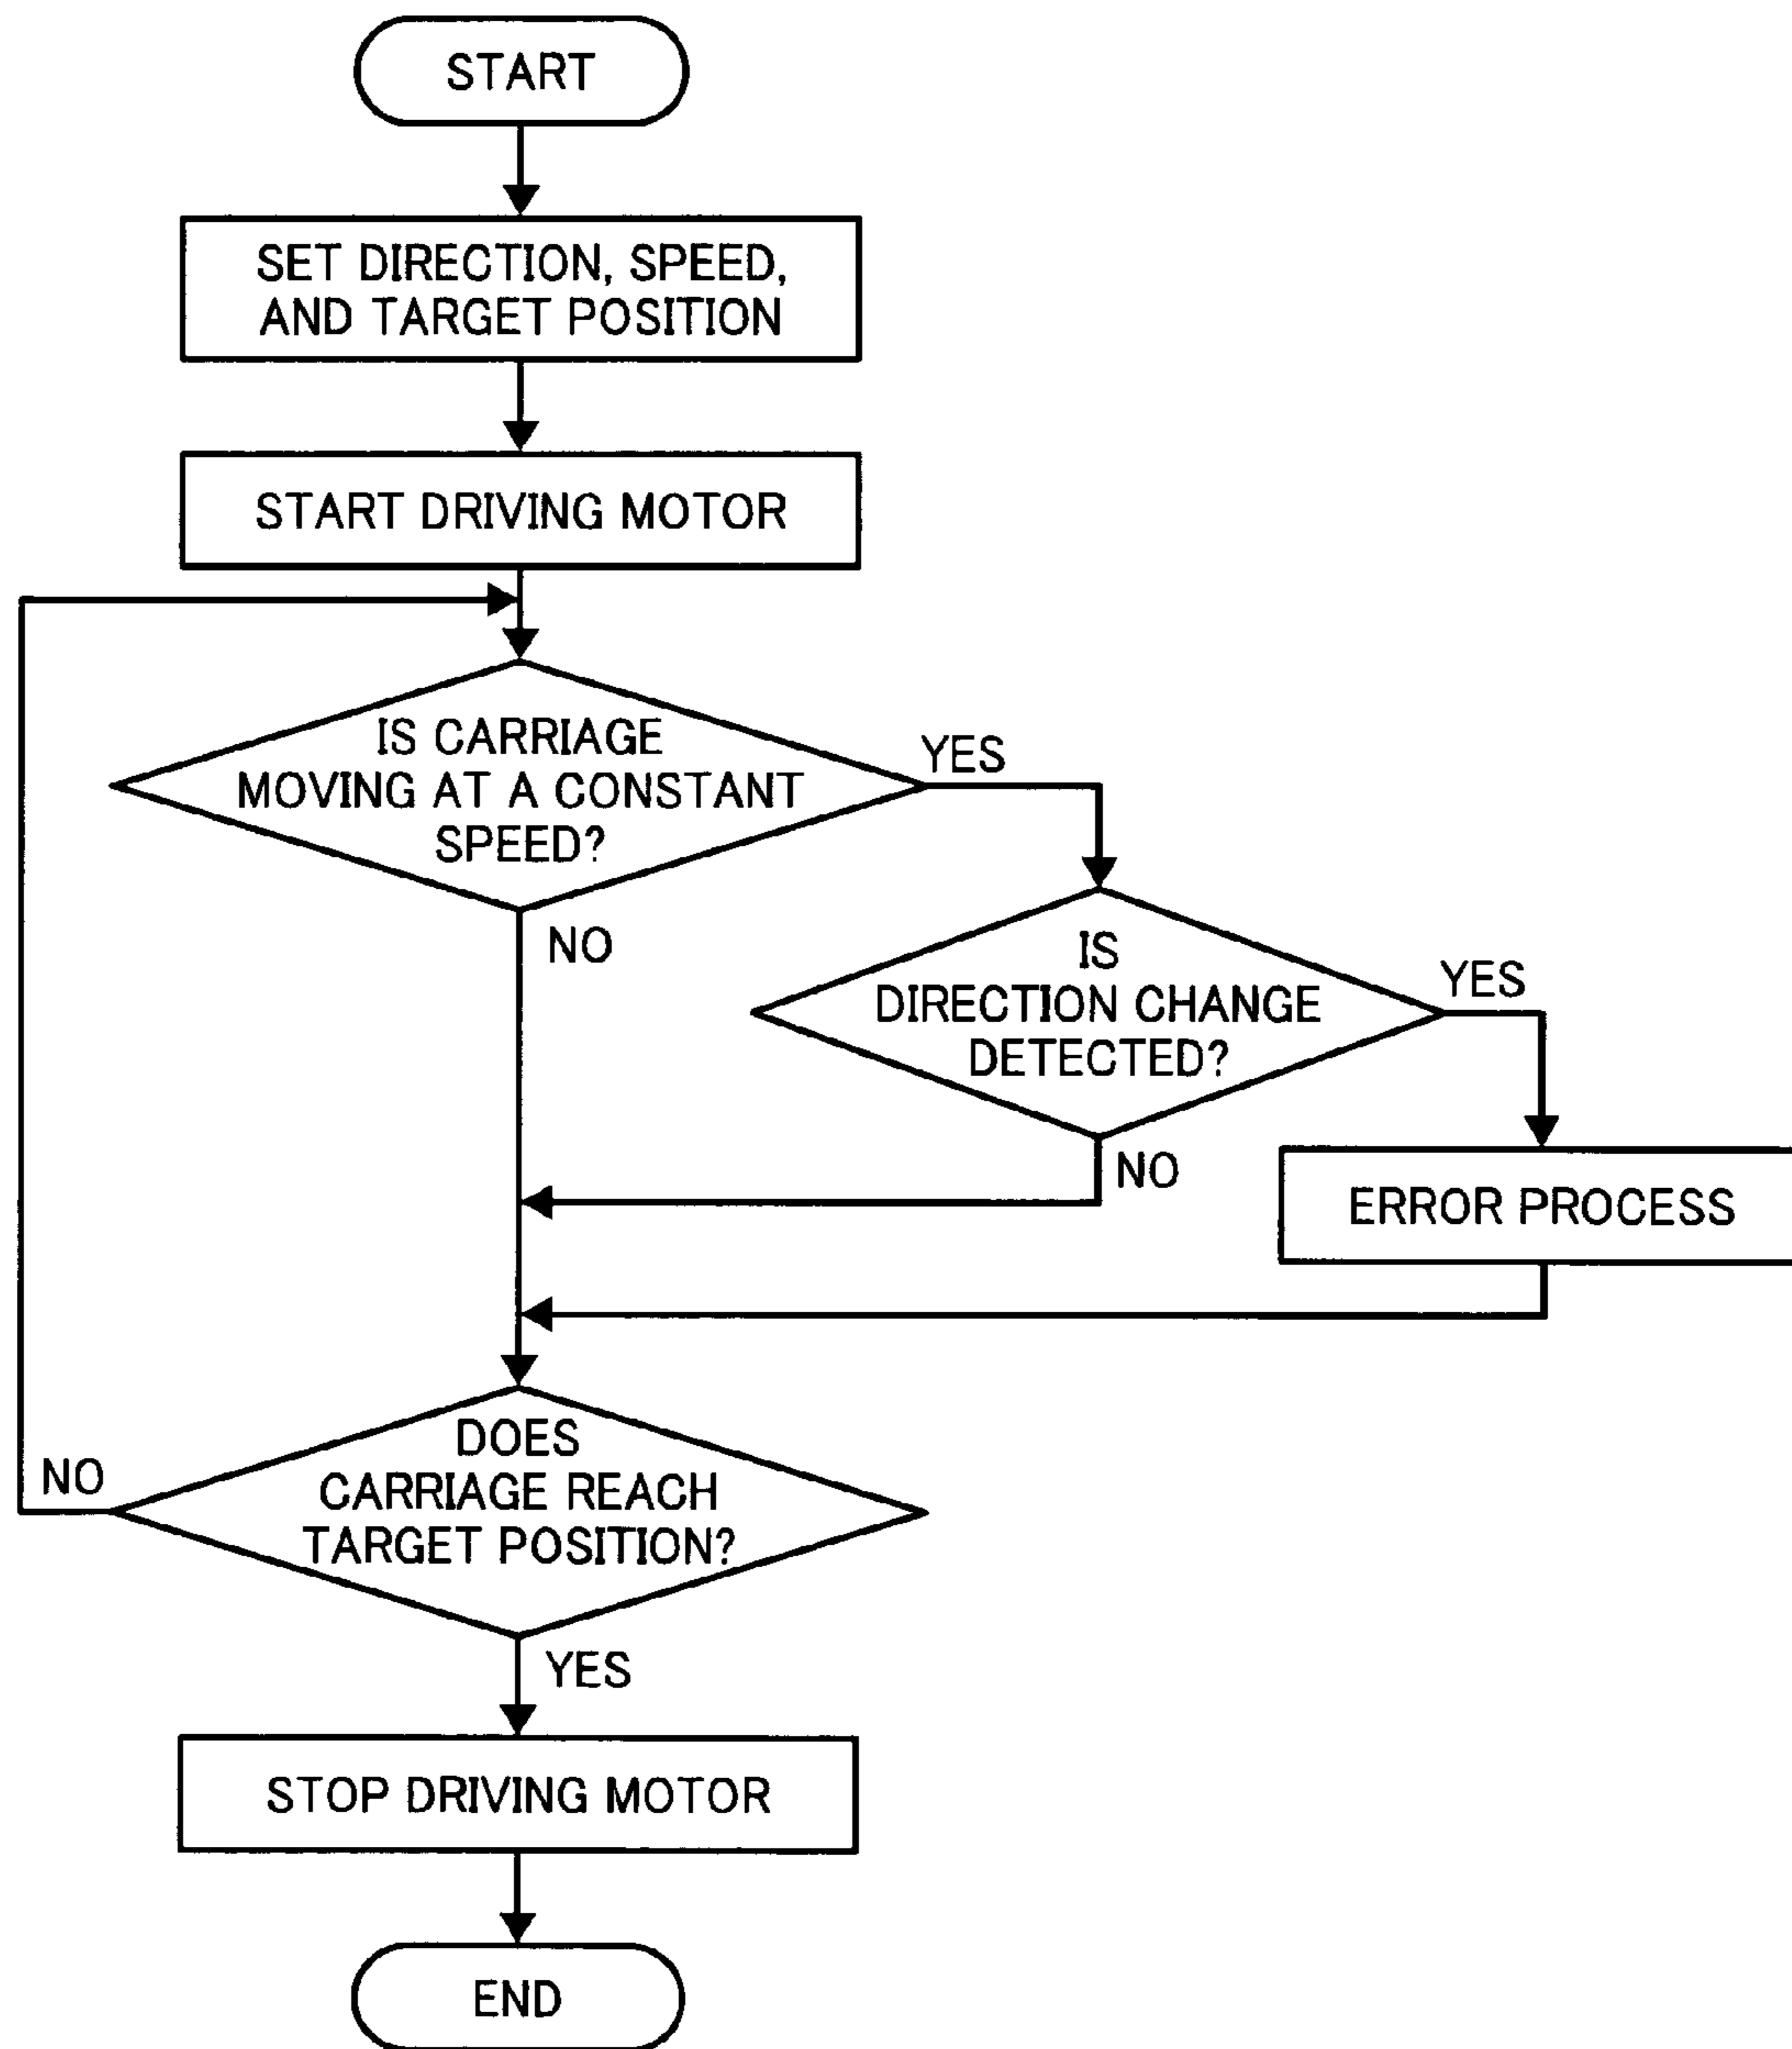 START
SET DIRECTION, SPEED,
AND TARGET POSITION
START DRIVING MOTOR
IS CARRIAGE
MOVING AT A CONSTANT
SPEED?
YES
NO
IS
DIRECTION CHANGE
DETECTED?
YES
NO
ERROR PROCESS
DOES
CARRIAGE REACH
TARGET POSITION?
NO
YES
STOP DRIVING MOTOR
END